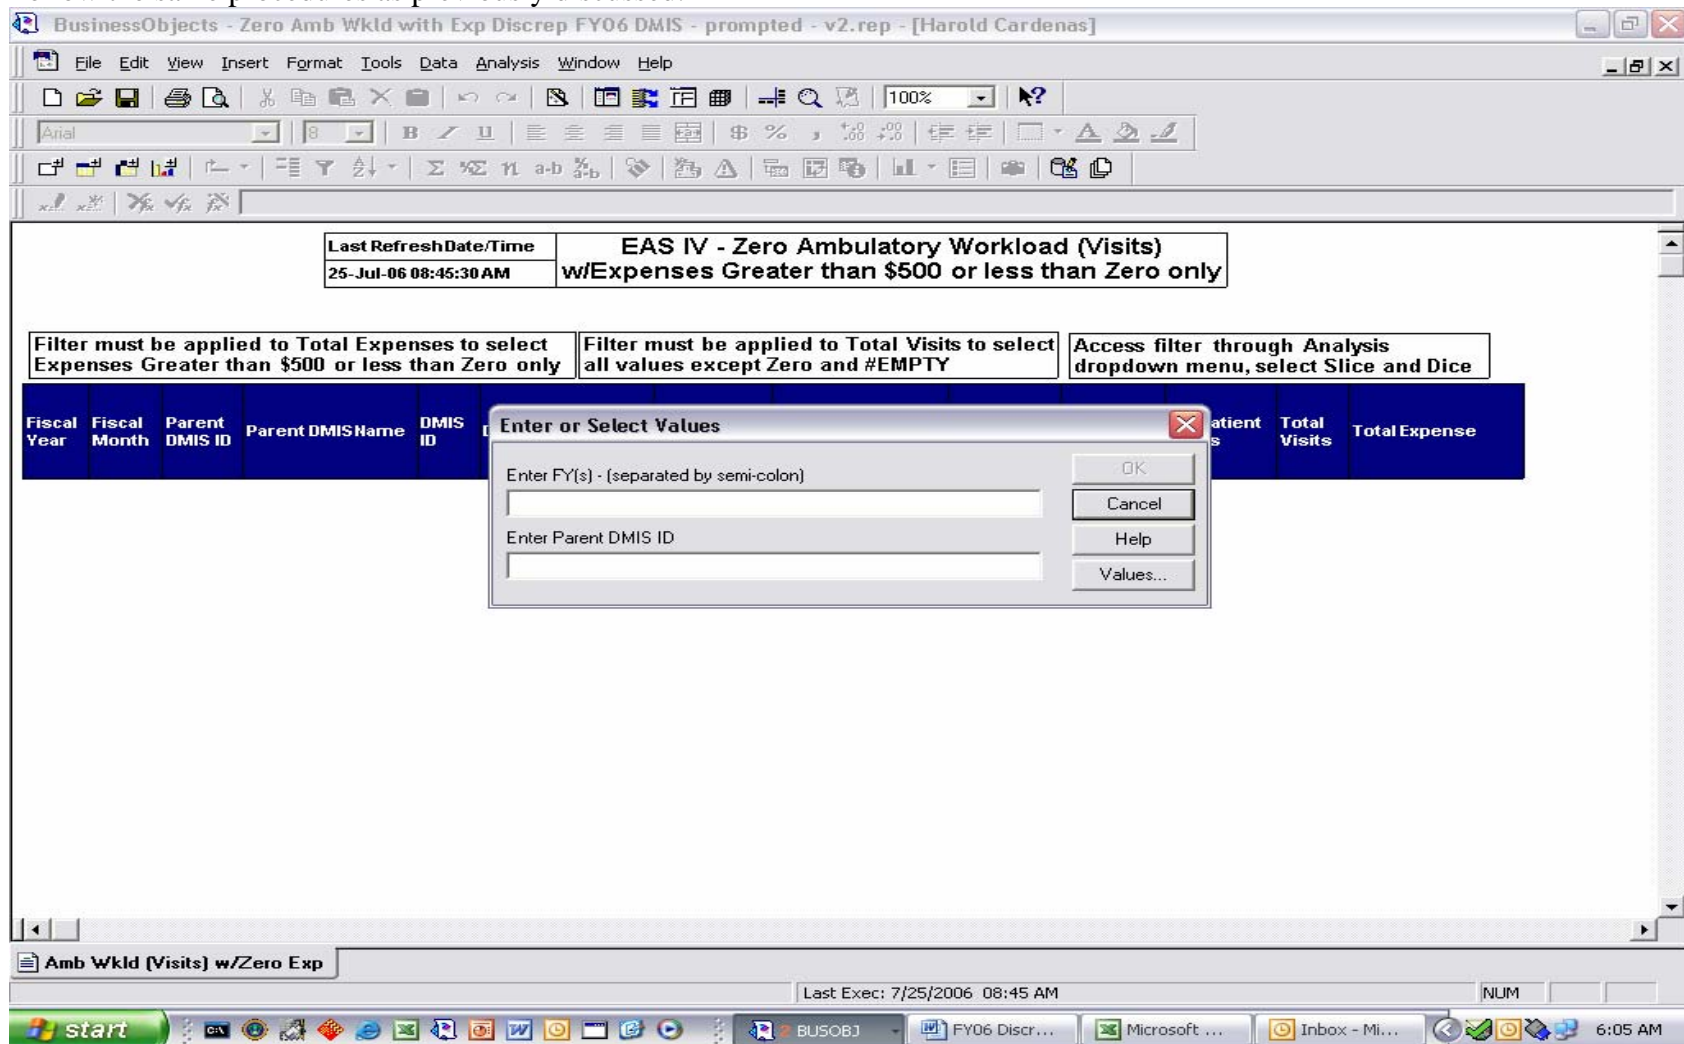 BusinessObjects - Zero Amb Wkld with Exp Discrep FY06 DMIS - prompted - v2.rep - [Harold Cardenas]
File Edit View Insert Format Tools Data Analysis Window Help
100%
Arial 8 B I U $ %
Last Refresh Date/Time
25-Jul-06 08:45:30 AM
EAS IV - Zero Ambulatory Workload (Visits)
w/Expenses Greater than $500 or less than Zero only
Filter must be applied to Total Expenses to select
Expenses Greater than $500 or less than Zero only
Filter must be applied to Total Visits to select
all values except Zero and #EMPTY
Access filter through Analysis
dropdown menu, select Slice and Dice
Fiscal Year
Fiscal Month
Parent DMIS ID
Parent DMIS Name
DMIS ID
atient
s
Total Visits
Total Expense
Enter or Select Values
Enter FY(s) - (separated by semi-colon)
OK
Cancel
Enter Parent DMIS ID
Help
Values...
Amb Wkld (Visits) w/Zero Exp
Last Exec: 7/25/2006 08:45 AM
NUM
start
BUSOBJ
FY06 Discr...
Microsoft ...
Inbox - Mi...
6:05 AM